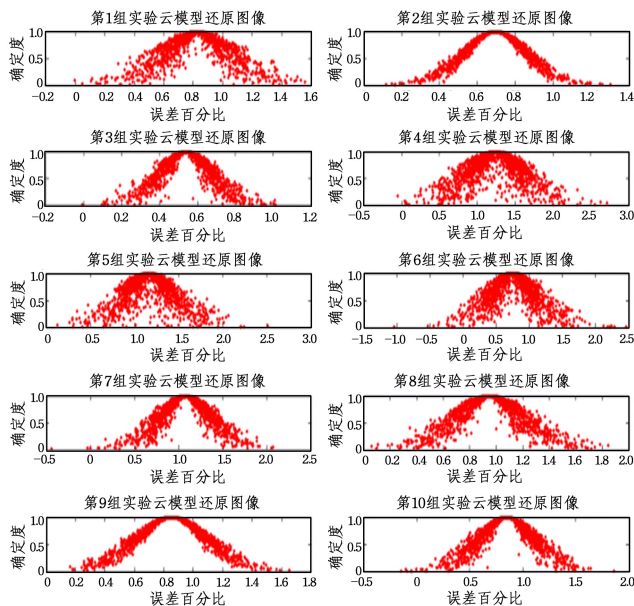 第1组实验云模型还原图像
确定度
1.0
0.5
0
-0.2 0 0.2 0.4 0.6 0.8 1.0 1.2 1.4 1.6
误差百分比
第2组实验云模型还原图像
确定度
1.0
0.5
0
0 0.2 0.4 0.6 0.8 1.0 1.2 1.4
误差百分比
第3组实验云模型还原图像
确定度
1.0
0.5
0
-0.2 0 0.2 0.4 0.6 0.8 1.0 1.2
误差百分比
第4组实验云模型还原图像
确定度
1.0
0.5
0
-0.5 0 0.5 1.0 1.5 2.0 2.5 3.0
误差百分比
第5组实验云模型还原图像
确定度
1.0
0.5
0
0 0.5 1.0 1.5 2.0 2.5 3.0
误差百分比
第6组实验云模型还原图像
确定度
1.0
0.5
0
-1.5 -1.0 -0.5 0 0.5 1.0 1.5 2.0 2.5
误差百分比
第7组实验云模型还原图像
确定度
1.0
0.5
0
-0.5 0 0.5 1.0 1.5 2.0 2.5
误差百分比
第8组实验云模型还原图像
确定度
1.0
0.5
0
0 0.2 0.4 0.6 0.8 1.0 1.2 1.4 1.6 1.8 2.0
误差百分比
第9组实验云模型还原图像
确定度
1.0
0.5
0
0 0.2 0.4 0.6 0.8 1.0 1.2 1.4 1.6 1.8
误差百分比
第10组实验云模型还原图像
确定度
1.0
0.5
0
-0.5 0 0.5 1.0 1.5 2.0
误差百分比